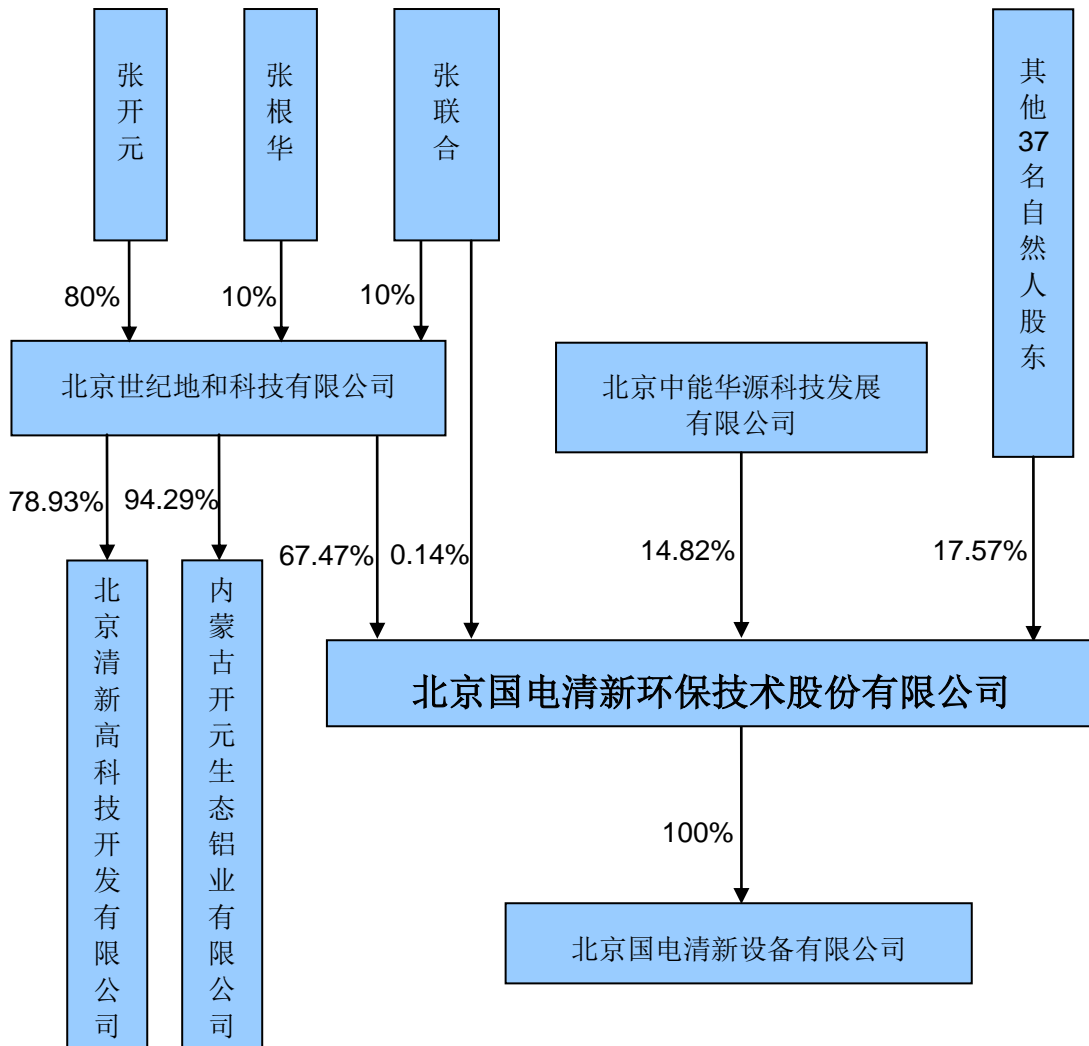 张开元
张根华
张联合
其他37名自然人股东
80%
10%
10%
北京世纪地和科技有限公司
北京中能华源科技发展
有限公司
78.93%
94.29%
67.47%
0.14%
14.82%
17.57%
北京清新高科技开发有限公司
内蒙古开元生态铝业有限公司
北京国电清新环保技术股份有限公司
100%
北京国电清新设备有限公司